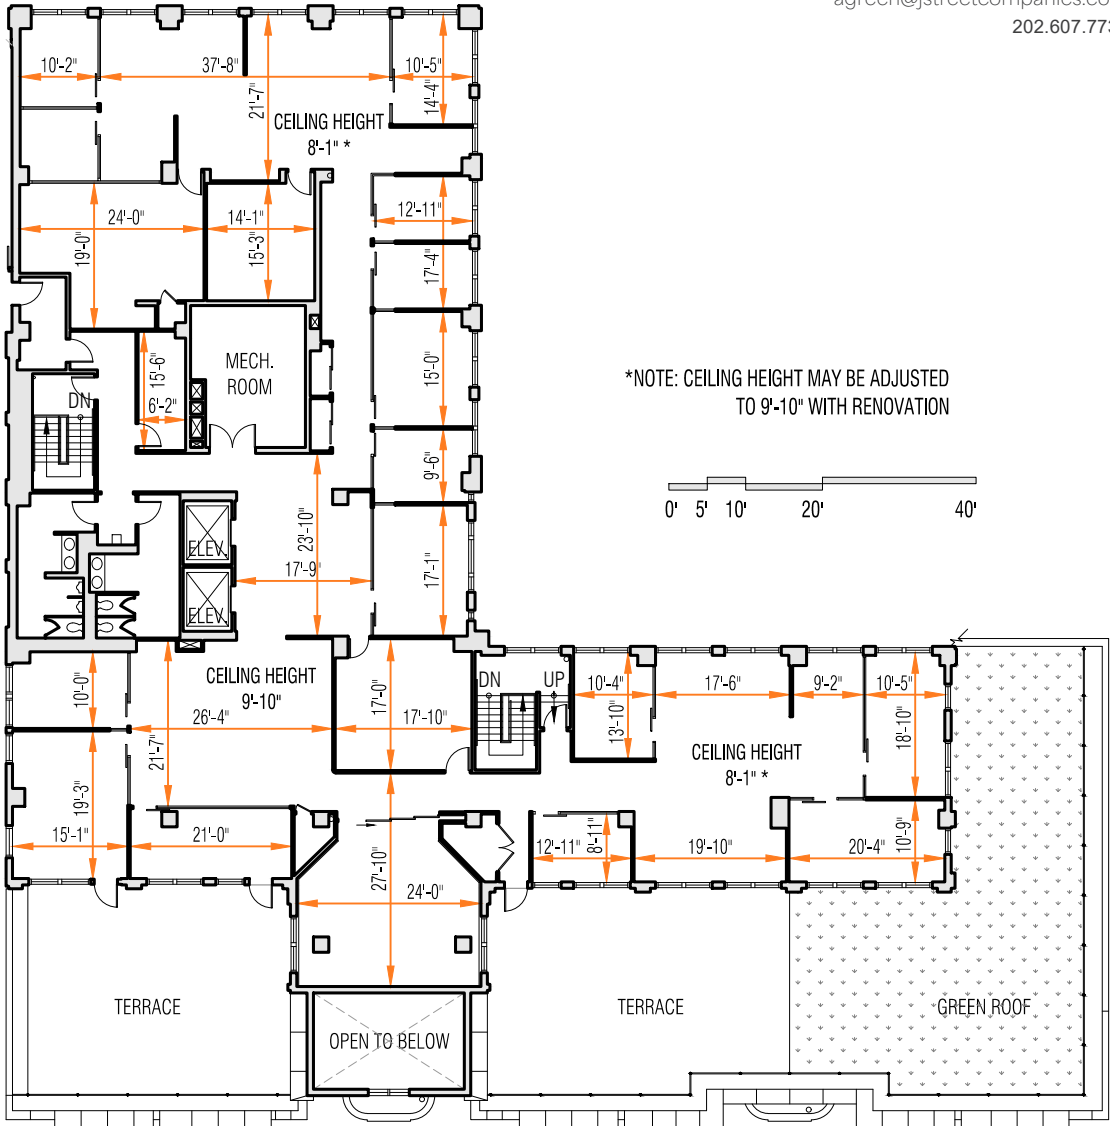 agreen@jstreetcompanies.co
202.607.773
10'-2"
37'-8"
10'-5"
21'-7"
14'-4"
CEILING HEIGHT
8'-1" *
12'-11"
24'-0"
14'-1"
19'-0"
15'-3"
17'-4"
15'-6"
6'-2"
MECH.
ROOM
15'-0"
*NOTE: CEILING HEIGHT MAY BE ADJUSTED
TO 9'-10" WITH RENOVATION
DN
9'-6"
0' 5' 10' 20' 40'
ELEV.
23'-10"
17'-9"
17'-1"
ELEV.
10'-0"
CEILING HEIGHT
9'-10"
26'-4"
21'-7"
17'-0"
17'-10"
DN
UP
10'-4"
13'-10"
17'-6"
9'-2"
10'-5"
18'-10"
CEILING HEIGHT
8'-1" *
19'-3"
15'-1"
21'-0"
27'-10"
24'-0"
12'-11"
8'-11"
19'-10"
20'-4"
10'-9"
TERRACE
OPEN TO BELOW
TERRACE
GREEN ROOF